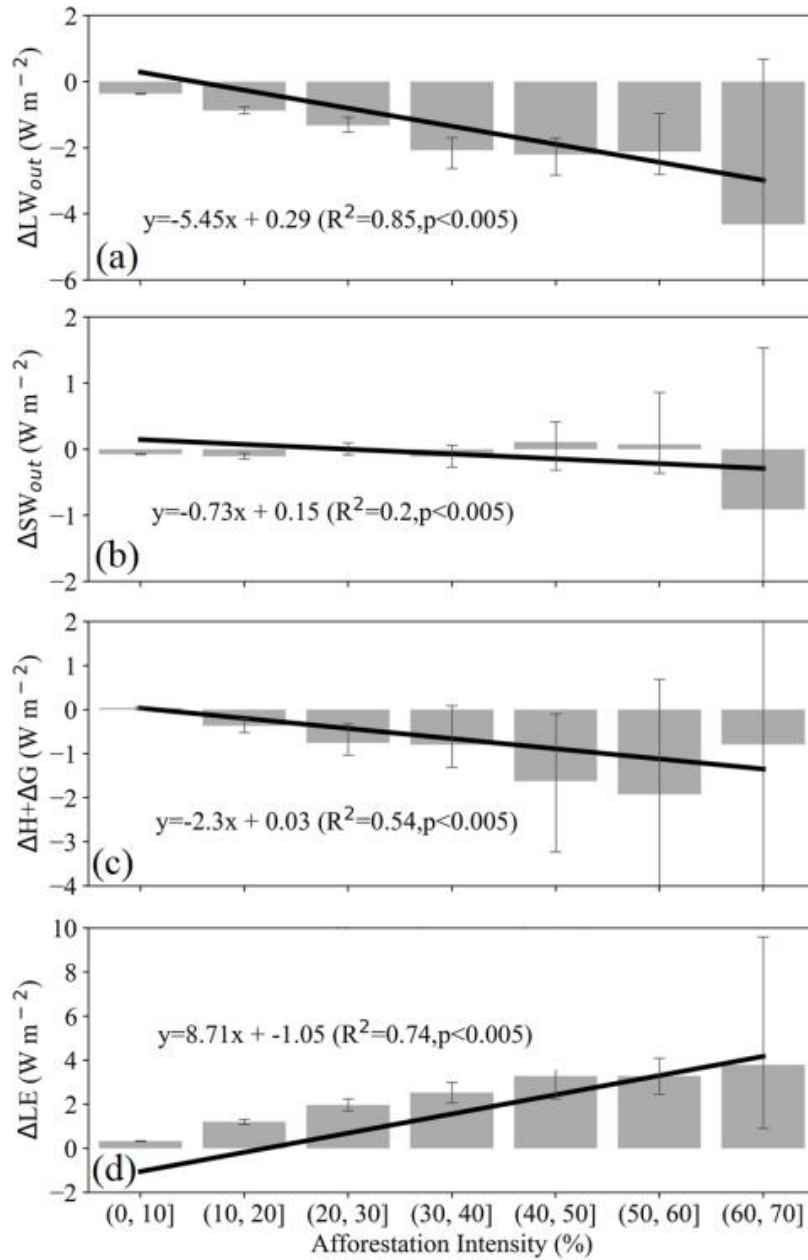 2
0
−2
−4
−6
ΔLW_out (W m⁻²)
y=-5.45x + 0.29 (R²=0.85,p<0.005)
(a)
2
1
0
−1
−2
ΔSW_out (W m⁻²)
y=-0.73x + 0.15 (R²=0.2,p<0.005)
(b)
2
1
0
−1
−2
−3
−4
ΔH+ΔG (W m⁻²)
y=-2.3x + 0.03 (R²=0.54,p<0.005)
(c)
10
8
6
4
2
0
−2
ΔLE (W m⁻²)
y=8.71x + -1.05 (R²=0.74,p<0.005)
(d)
(0, 10] (10, 20] (20, 30] (30, 40] (40, 50] (50, 60] (60, 70]
Afforestation Intensity (%)